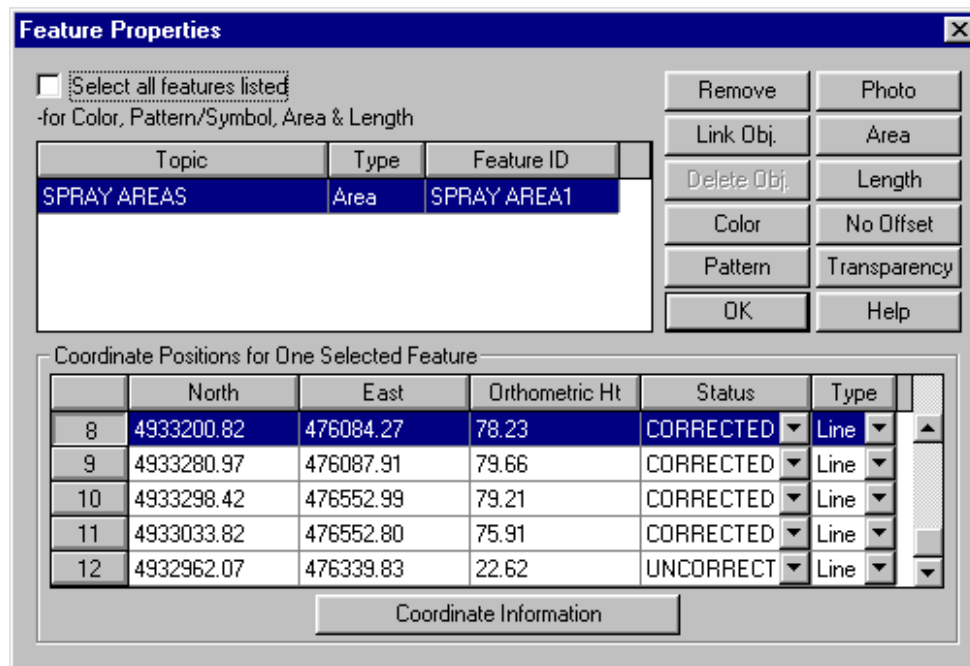 Feature Properties
Select all features listed
-for Color, Pattern/Symbol, Area & Length
Topic Type Feature ID
SPRAY AREAS Area SPRAY AREA1
Remove Photo
Link Obj. Area
Delete Obj. Length
Color No Offset
Pattern Transparency
OK Help
Coordinate Positions for One Selected Feature
North East Orthometric Ht Status Type
8 4933200.82 476084.27 78.23 CORRECTED Line
9 4933280.97 476087.91 79.66 CORRECTED Line
10 4933298.42 476552.99 79.21 CORRECTED Line
11 4933033.82 476552.80 75.91 CORRECTED Line
12 4932962.07 476339.83 22.62 UNCORRECT Line
Coordinate Information